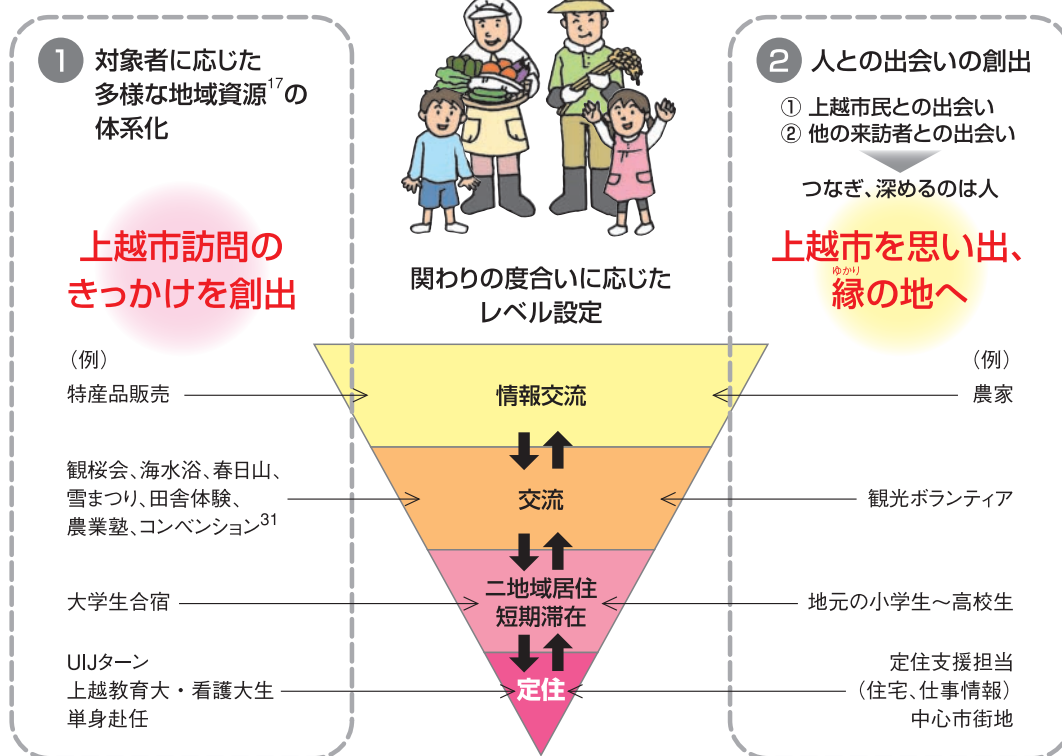 1 対象者に応じた
多様な地域資源17の
体系化
上越市訪問の
きっかけを創出
(例)
特産品販売
観桜会、海水浴、春日山、
雪まつり、田舎体験、
農業塾、コンベンション31
大学生合宿
UIJターン
上越教育大・看護大生
単身赴任
関わりの度合いに応じた
レベル設定
情報交流
交流
二地域居住
短期滞在
定住
2 人との出会いの創出
① 上越市民との出会い
② 他の来訪者との出会い
つなぎ、深めるのは人
上越市を思い出、
ゆかり
縁の地へ
(例)
農家
観光ボランティア
地元の小学生～高校生
定住支援担当
(住宅、仕事情報)
中心市街地